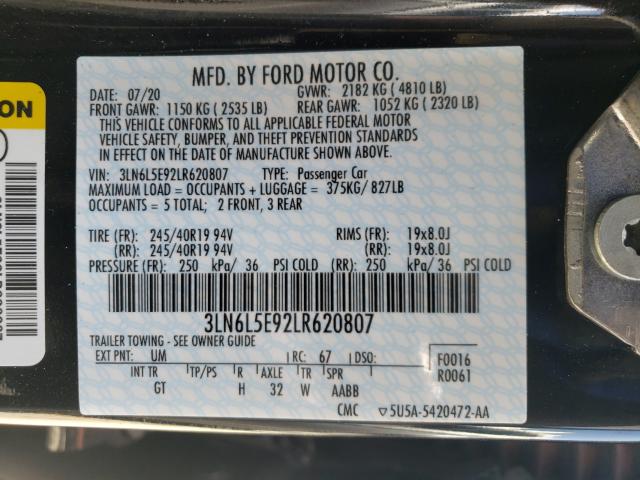 ION
MFD. BY FORD MOTOR CO.
DATE: 07/20 GVWR: 2182 KG ( 4810 LB)
FRONT GAWR: 1150 KG ( 2535 LB) REAR GAWR: 1052 KG ( 2320 LB)
THIS VEHICLE CONFORMS TO ALL APPLICABLE FEDERAL MOTOR
VEHICLE SAFETY, BUMPER, AND THEFT PREVENTION STANDARDS
IN EFFECT ON THE DATE OF MANUFACTURE SHOWN ABOVE.
VIN: 3LN6L5E92LR620807 TYPE: Passenger Car
MAXIMUM LOAD = OCCUPANTS + LUGGAGE = 375KG/ 827LB
OCCUPANTS = 5 TOTAL; 2 FRONT, 3 REAR
TIRE (FR): 245/40R19 94V RIMS (FR): 19x8.0J
(RR): 245/40R19 94V (RR): 19x8.0J
PRESSURE (FR): 250 kPa/ 36 PSI COLD (RR): 250 kPa/ 36 PSI COLD
3LN6L5E92LR620807
TRAILER TOWING - SEE OWNER GUIDE
EXT PNT: UM RC: 67 DSO: F0016
INT TR TP/PS R AXLE TR SPR R0061
GT H 32 W AABB
CMC ▽5U5A-5420472-AA